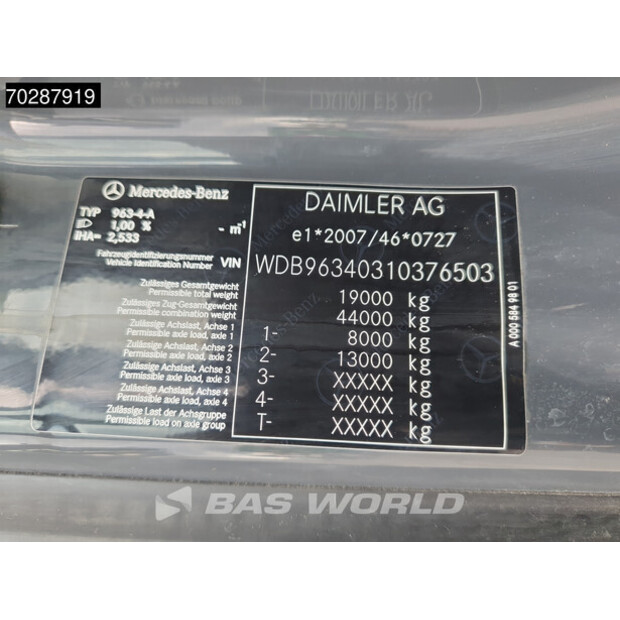 70287919
Mercedes-Benz
TYP 963-4-A
1,00 % - m⁻¹
IHA= 2,533
Fahrzeugidentifizierungsnummer
Vehicle Identification Number VIN
Zulässiges Gesamtgewicht
Permissible total weight
Zulässiges Zug-Gesamtgewicht
Permissible combination weight
Zulässige Achslast, Achse 1
Permissible axle load, axle 1
Zulässige Achslast, Achse 2
Permissible axle load, axle 2
Zulässige Achslast, Achse 3
Permissible axle load, axle 3
Zulässige Achslast, Achse 4
Permissible axle load, axle 4
Zulässige Last der Achsgruppe
Permissible load on axle group
DAIMLER AG
e1*2007/46*0727
WDB96340310376503
19000 kg
44000 kg
1- 8000 kg
2- 13000 kg
3- XXXXX kg
4- XXXXX kg
T- XXXXX kg
A 000 584 98 01
BAS WORLD